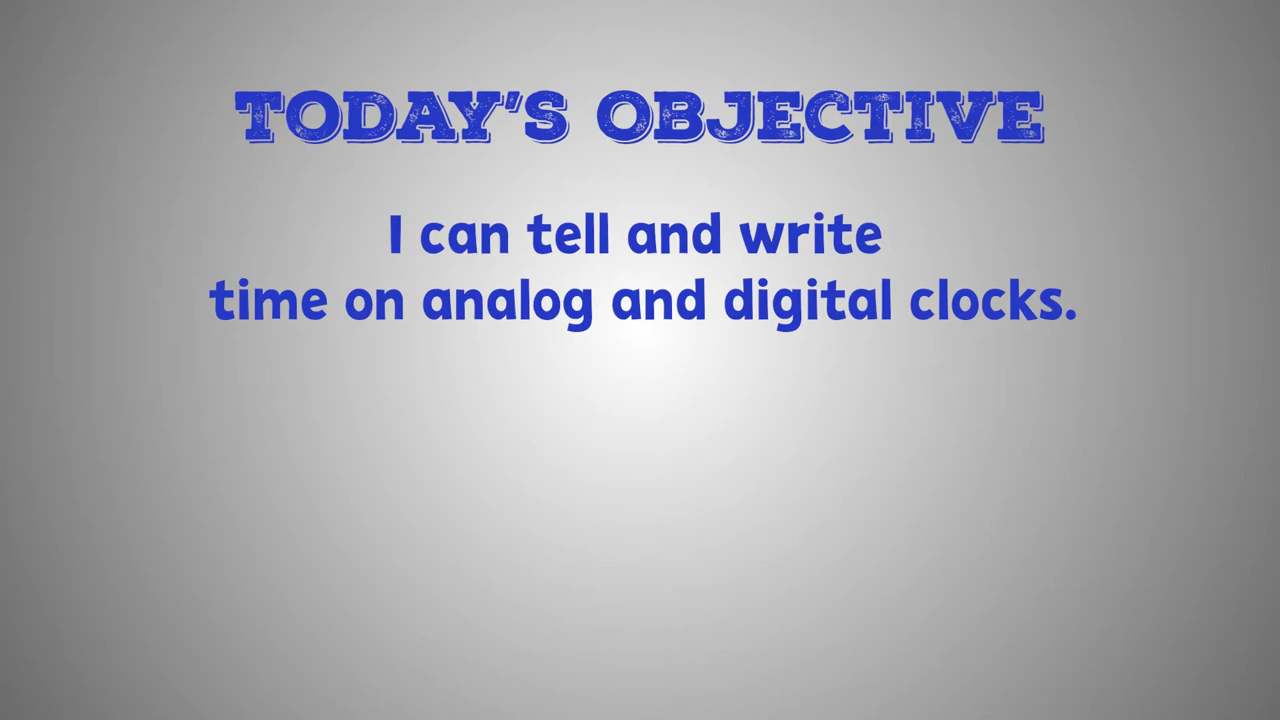 TODAY'S OBJECTIVE
I can tell and write
time on analog and digital clocks.